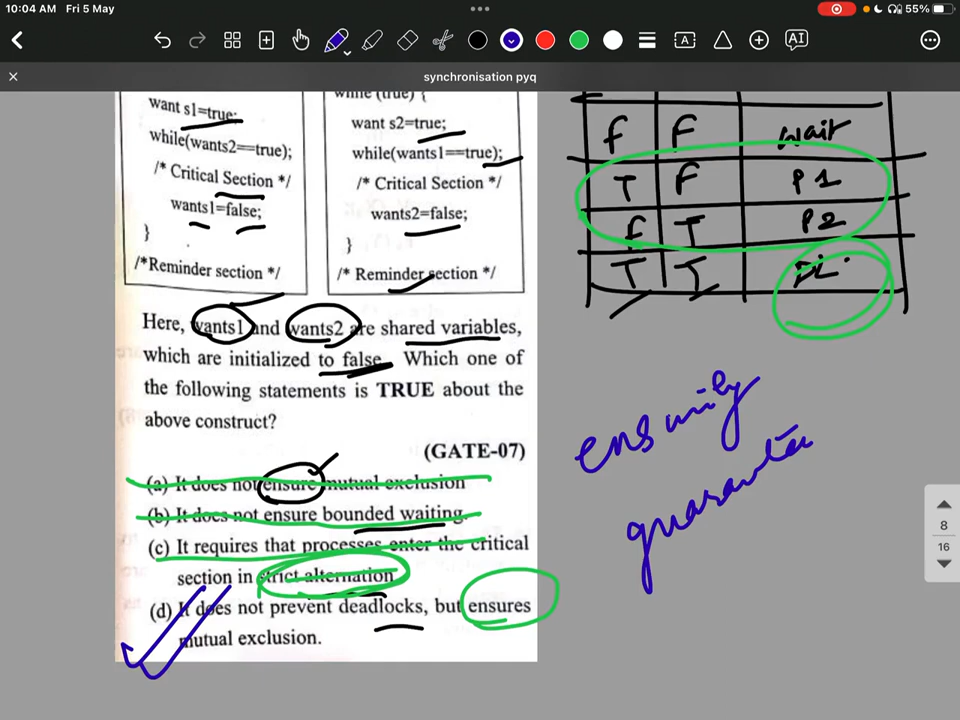 10:04 AM Fri 5 May
55%
synchronisation pyq
want s1=true;
while(wants2==true);
/* Critical Section */
wants1=false;
}
/*Reminder section */
while (true) {
want s2=true;
while(wants1==true);
/* Critical Section */
wants2=false;
}
/* Reminder section */
F F wait
T F P1
F T P2
T T DL
Here, wants1 and wants2 are shared variables,
which are initialized to false. Which one of
the following statements is TRUE about the
above construct?
(GATE-07)
(a) It does not ensure mutual exclusion
(b) It does not ensure bounded waiting.
(c) It requires that processes enter the critical
section in strict alternation
(d) It does not prevent deadlocks, but ensures
mutual exclusion.
guarantee
8
16